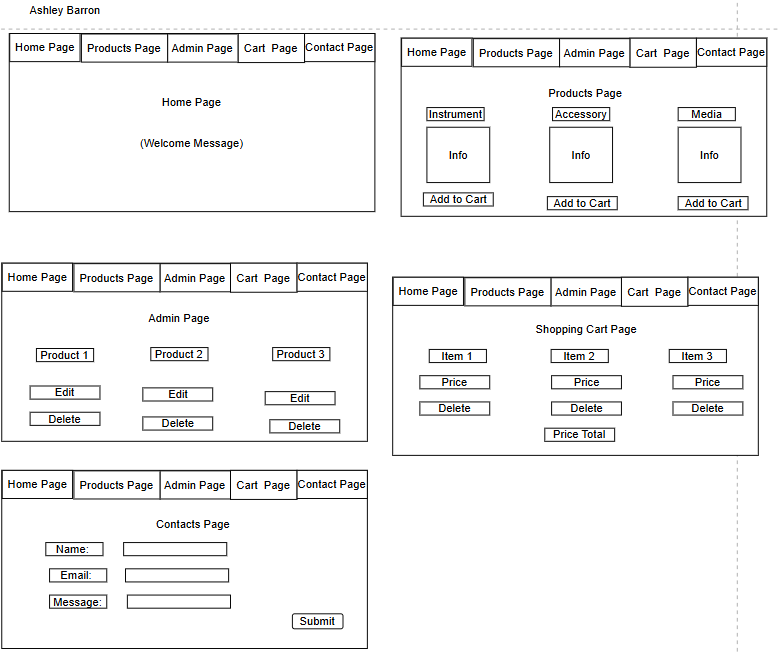 Ashley Barron
Home Page Products Page Admin Page Cart Page Contact Page
Home Page
(Welcome Message)
Home Page Products Page Admin Page Cart Page Contact Page
Products Page
Instrument Accessory Media
Info Info Info
Add to Cart Add to Cart Add to Cart
Home Page Products Page Admin Page Cart Page Contact Page
Admin Page
Product 1 Product 2 Product 3
Edit Edit Edit
Delete Delete Delete
Home Page Products Page Admin Page Cart Page Contact Page
Shopping Cart Page
Item 1 Item 2 Item 3
Price Price Price
Delete Delete Delete
Price Total
Home Page Products Page Admin Page Cart Page Contact Page
Contacts Page
Name:
Email:
Message:
Submit